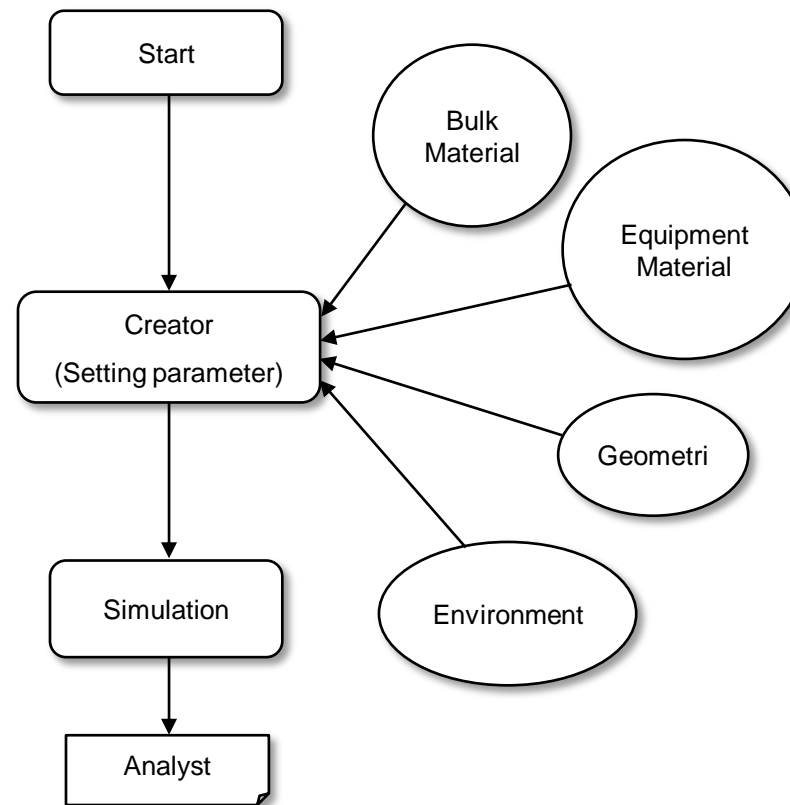 Start
Bulk
Material
Equipment
Material
Creator
(Setting parameter)
Geometri
Simulation
Environment
Analyst